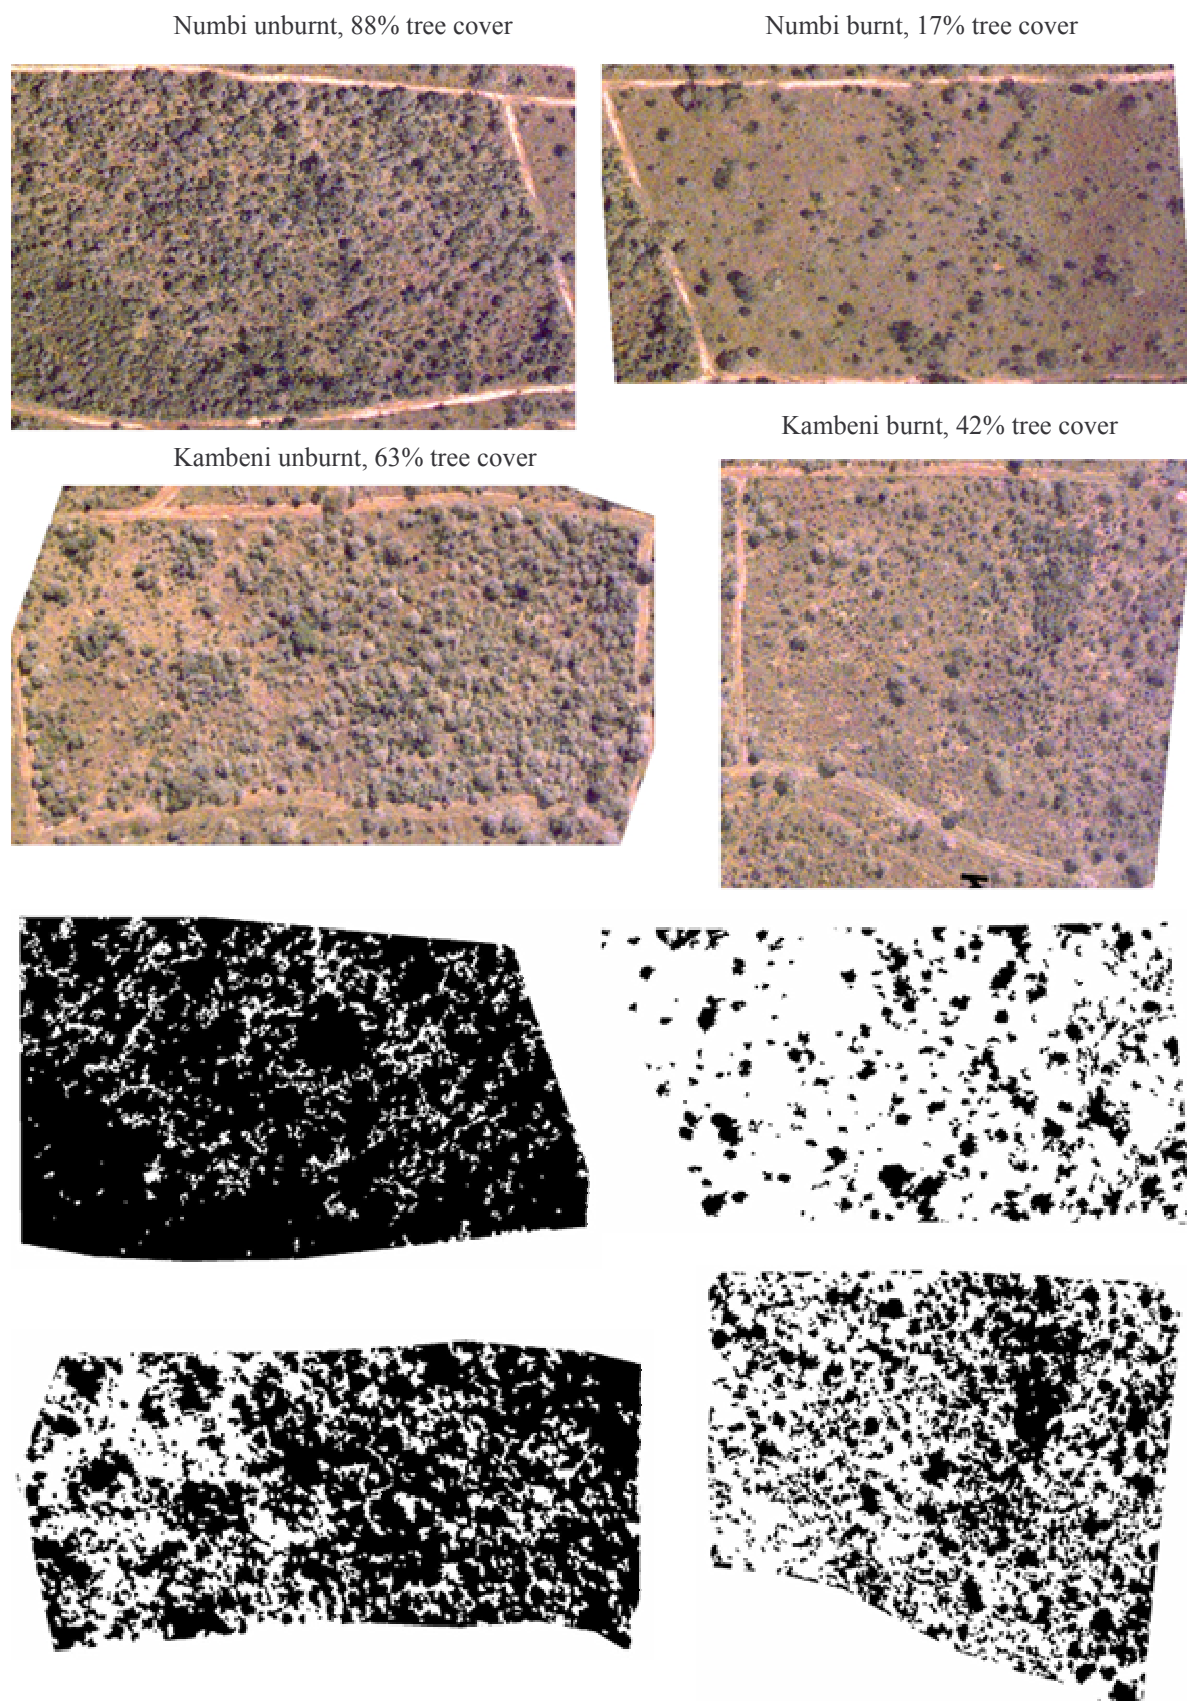 Numbi unburnt, 88% tree cover
Numbi burnt, 17% tree cover
Kambeni burnt, 42% tree cover
Kambeni unburnt, 63% tree cover